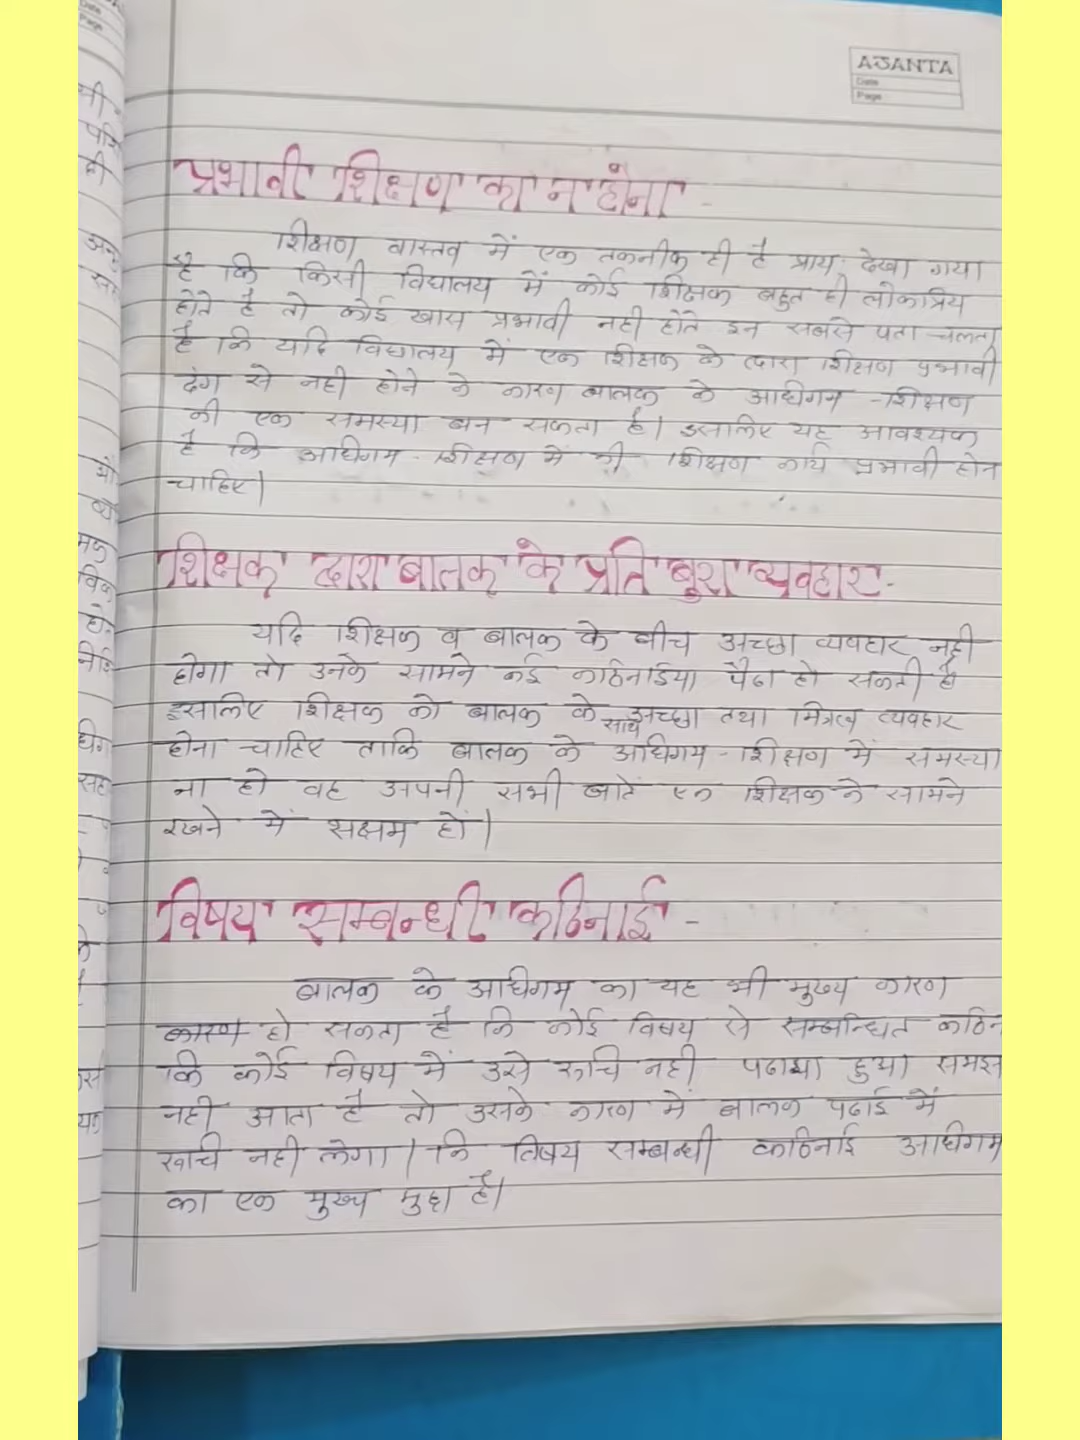 AJANTA
Date
Page
प्रभावी शिक्षण का न होना -
शिक्षण वास्तव में एक तकनीक ही है प्राय: देखा गया
है कि किसी विद्यालय में कोई शिक्षक बहुत ही लोकप्रिय
होते है तो कोई खास प्रभावी नही होते इन सबसे पता चलता
है कि यदि विद्यालय में एक शिक्षक के द्वारा शिक्षण प्रभावी
ढंग से नही होने के कारण बालक के अधिगम - शिक्षण
की एक समस्या बन सकता है। इसलिए यह आवश्यक
है कि अधिगम - शिक्षण में की शिक्षण कार्य प्रभावी होन
चाहिए।
शिक्षक द्वारा बालक के प्रति बुरा व्यवहार -
यदि शिक्षक व बालक के बीच अच्छा व्यवहार नही
होगा तो उनके सामने कई कठिनाईया पैदा हो सकती है
इसलिए शिक्षक को बालक के साथ अच्छा तथा मित्रत्व व्यवहार
होना चाहिए ताकि बालक के अधिगम - शिक्षण में समस्या
ना हो वह अपनी सभी बाते एक शिक्षक के सामने
रखने में सक्षम हों।
विषय सम्बन्धी कठिनाई -
बालक के अधिगम का यह भी मुख्य कारण
कारण हो सकता है कि कोई विषय से सम्बन्धित कठिन
कि कोई विषय में उसे रूचि नही पढाया हुया समझ
नही आता है तो उसके कारण में बालक पढाई में
रूचि नही लेगा। कि विषय सम्बन्धी कठिनाई अधिगम
का एक मुख्य मुद्दा है।